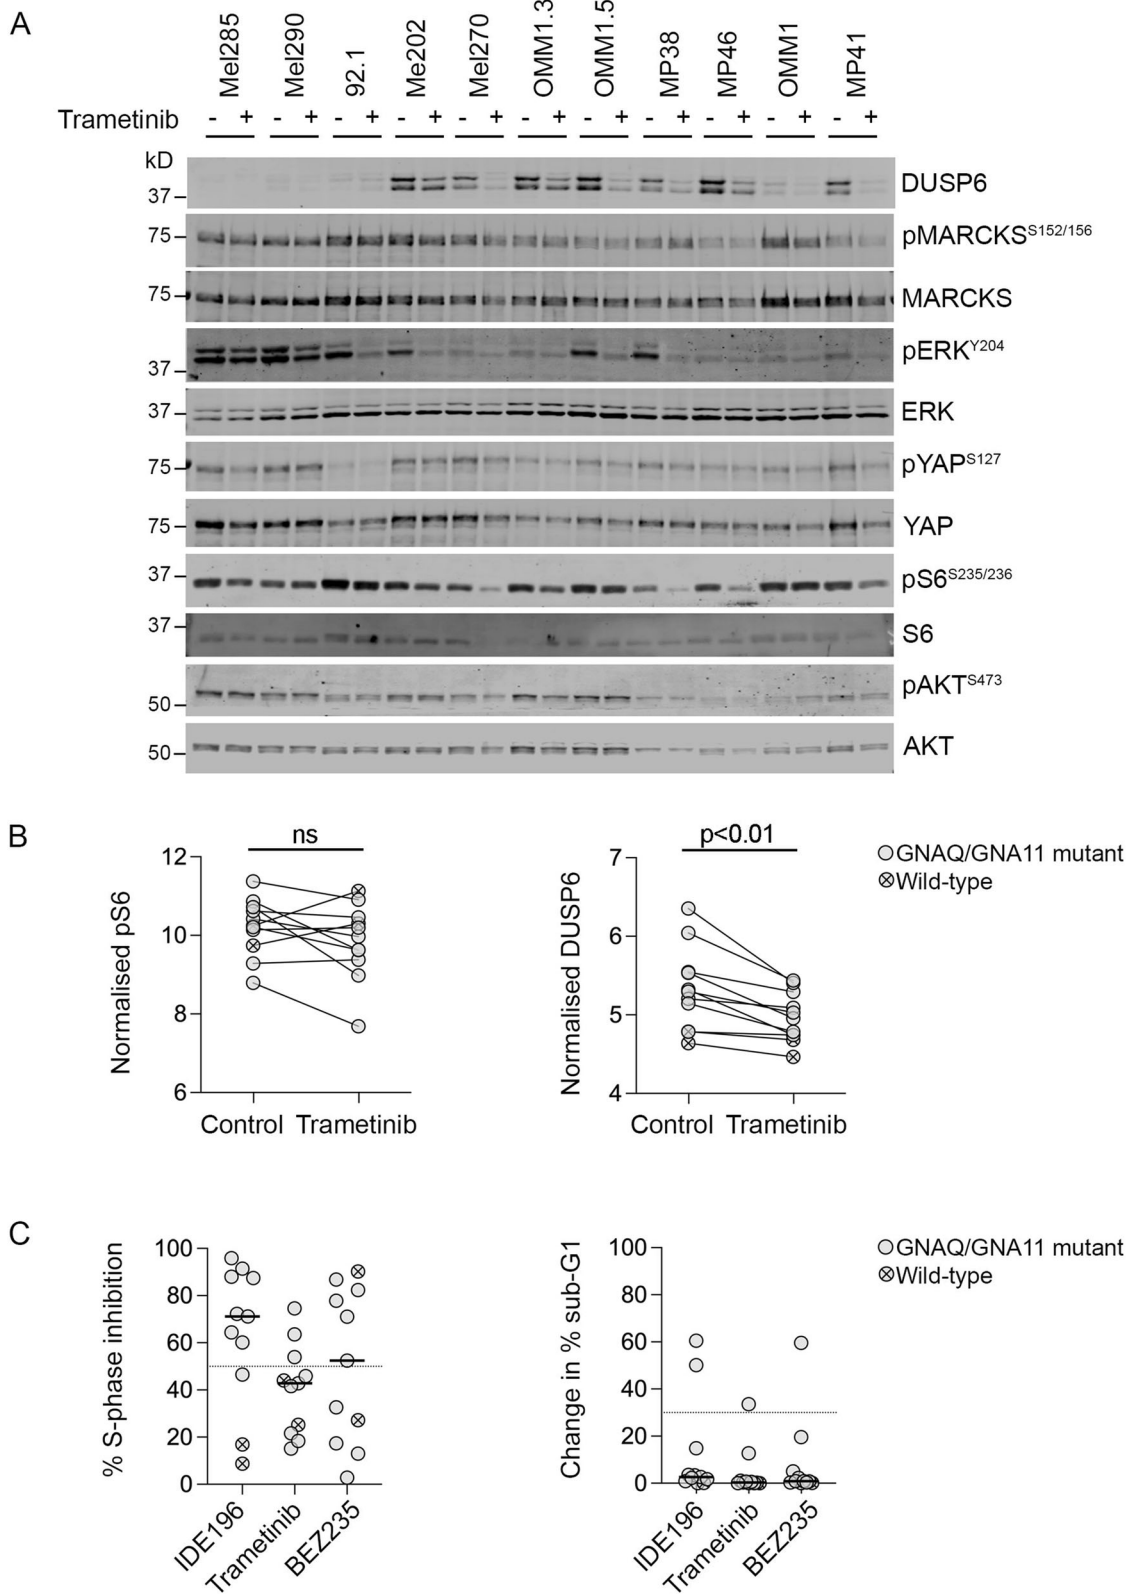 A
Mel285 Mel290 92.1 Me202 Mel270 OMM1.3 OMM1.5 MP38 MP46 OMM1 MP41
Trametinib - + - + - + - + - + - + - + - + - + - + - +
kD
37 DUSP6
75 pMARCKS^S152/156
75 MARCKS
37 pERK^Y204
37 ERK
75 pYAP^S127
75 YAP
37 pS6^S235/236
37 S6
50 pAKT^S473
50 AKT
B
ns
12
10
8
6
Normalised pS6
Control Trametinib
p<0.01
7
6
5
4
Normalised DUSP6
Control Trametinib
GNAQ/GNA11 mutant
Wild-type
C
100
80
60
40
20
0
% S-phase inhibition
IDE196 Trametinib BEZ235
100
80
60
40
20
0
Change in % sub-G1
IDE196 Trametinib BEZ235
GNAQ/GNA11 mutant
Wild-type